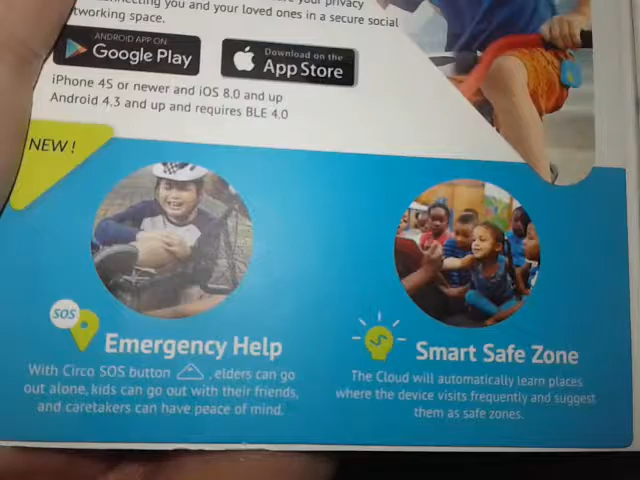 your privacy
connecting you and your loved ones in a secure social
tworking space.
ANDROID APP ON
Google Play
Download on the
App Store
iPhone 4S or newer and iOS 8.0 and up
Android 4.3 and up and requires BLE 4.0
NEW!
SOS
Emergency Help
With Circo SOS button , elders can go
out alone, kids can go out with their friends,
and caretakers can have peace of mind.
Smart Safe Zone
The Cloud will automatically learn places
where the device visits frequently and suggest
them as safe zones.